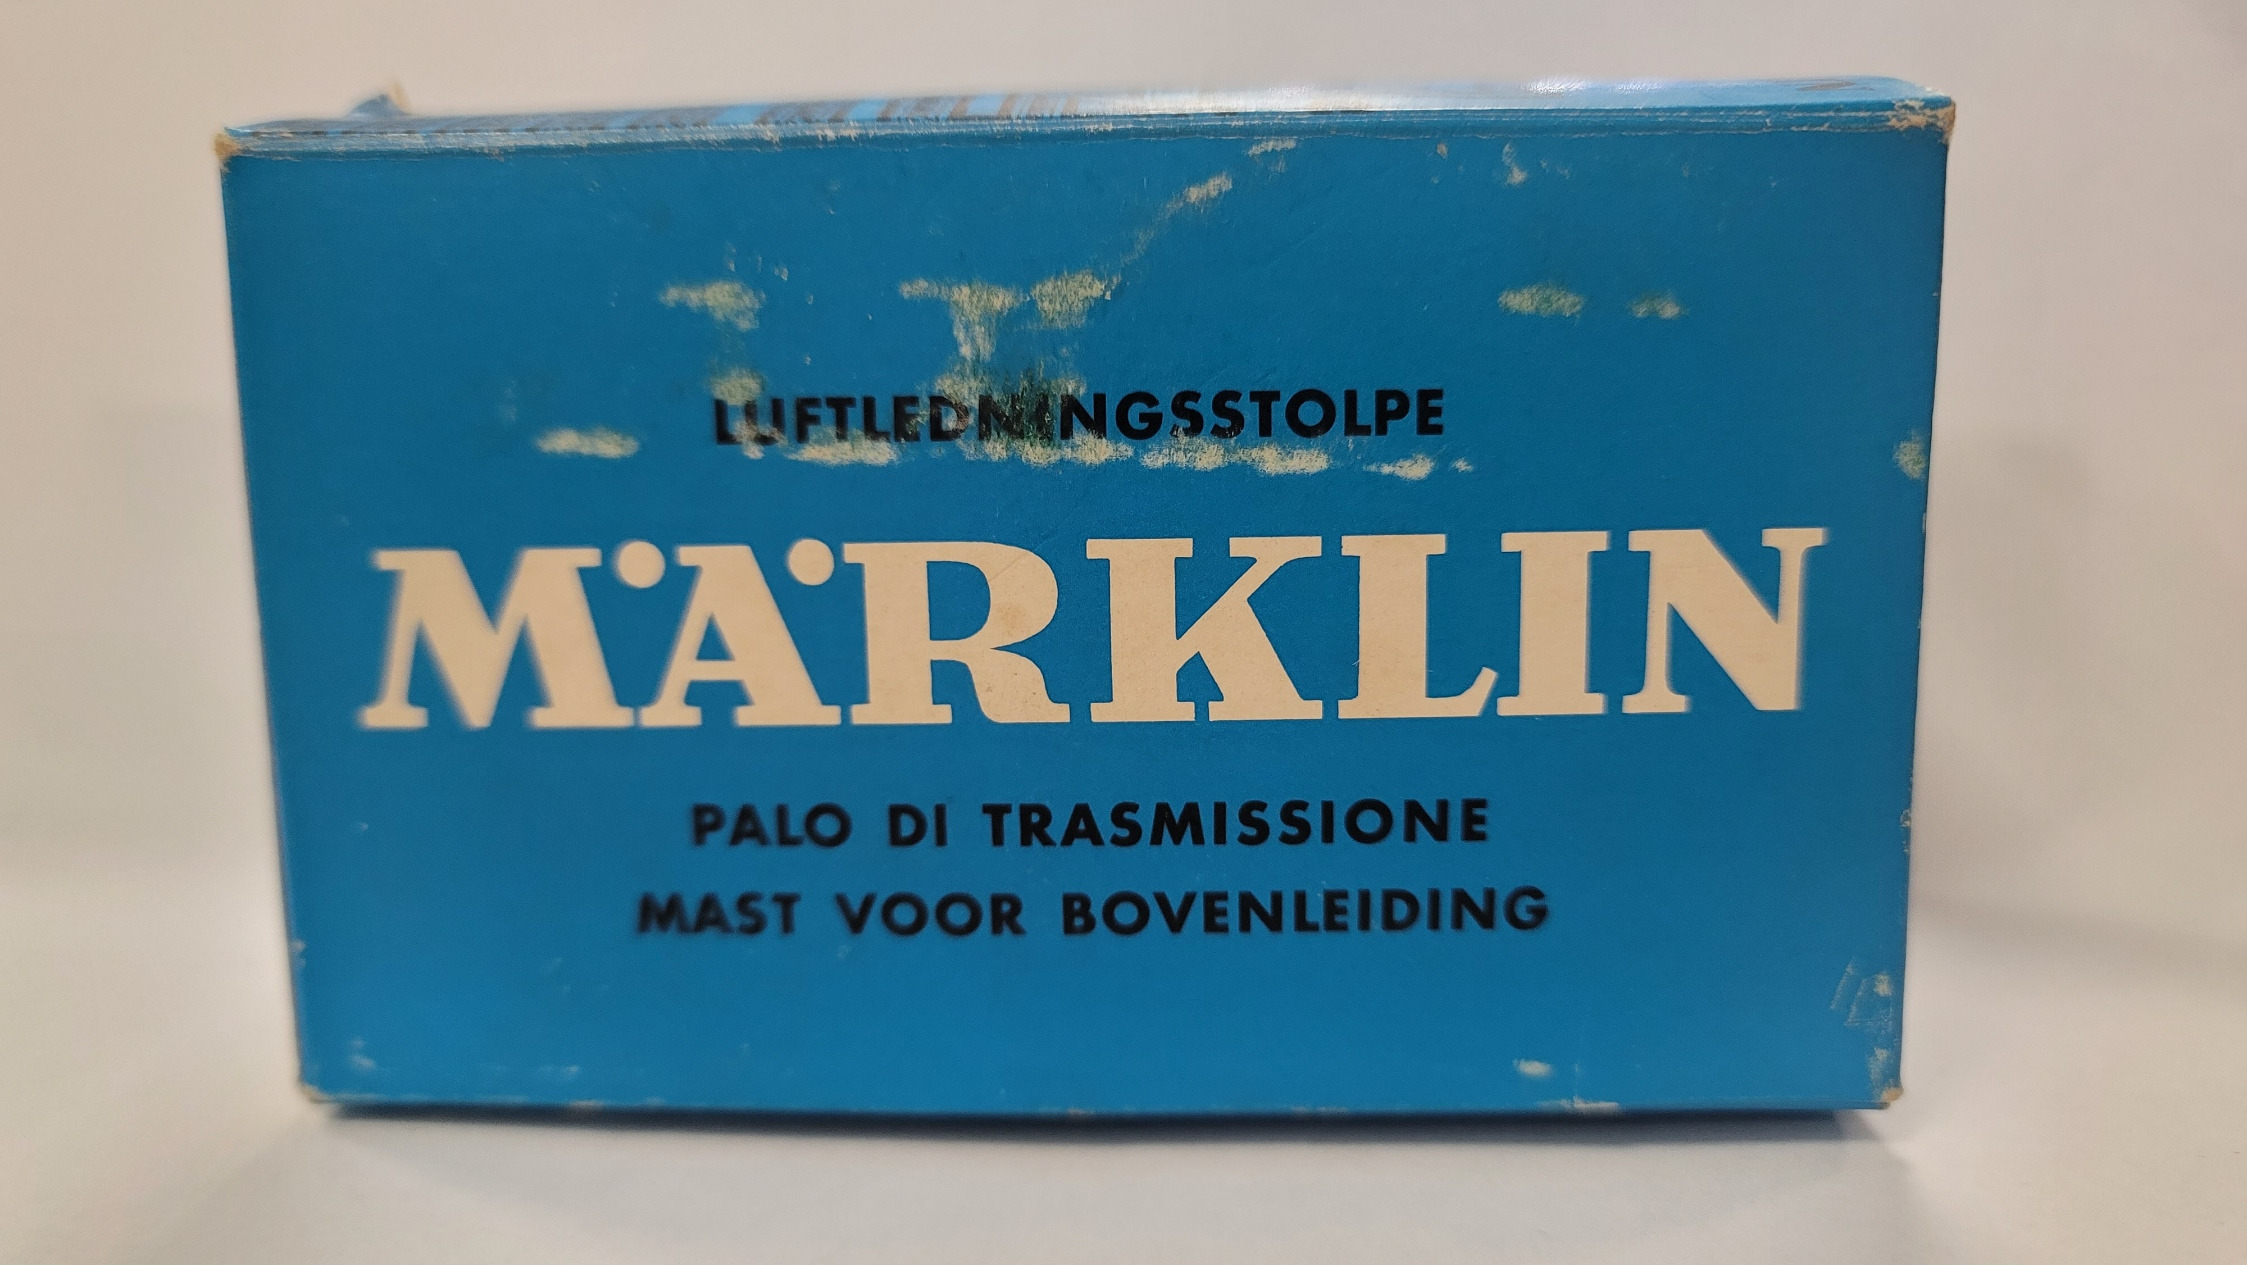 LUFTLEDNINGSSTOLPE
MÄRKLIN
PALO DI TRASMISSIONE
MAST VOOR BOVENLEIDING